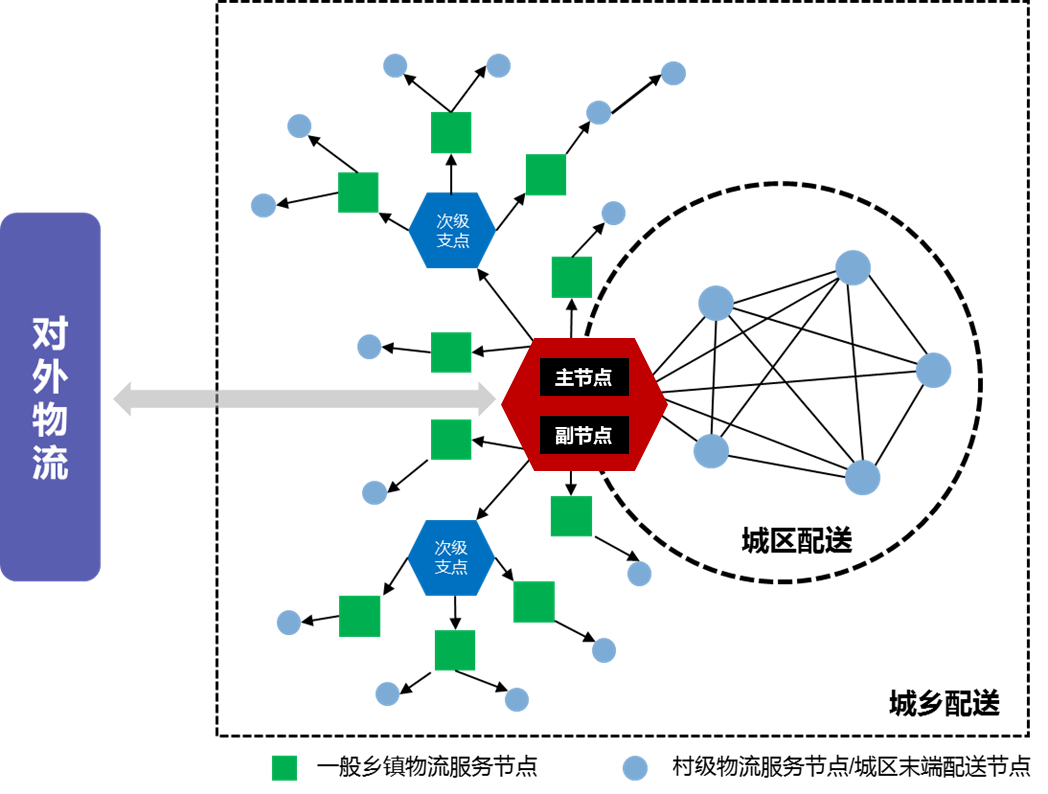 对外物流
次级
支点
主节点
副节点
次级
支点
城区配送
城乡配送
一般乡镇物流服务节点
村级物流服务节点/城区末端配送节点